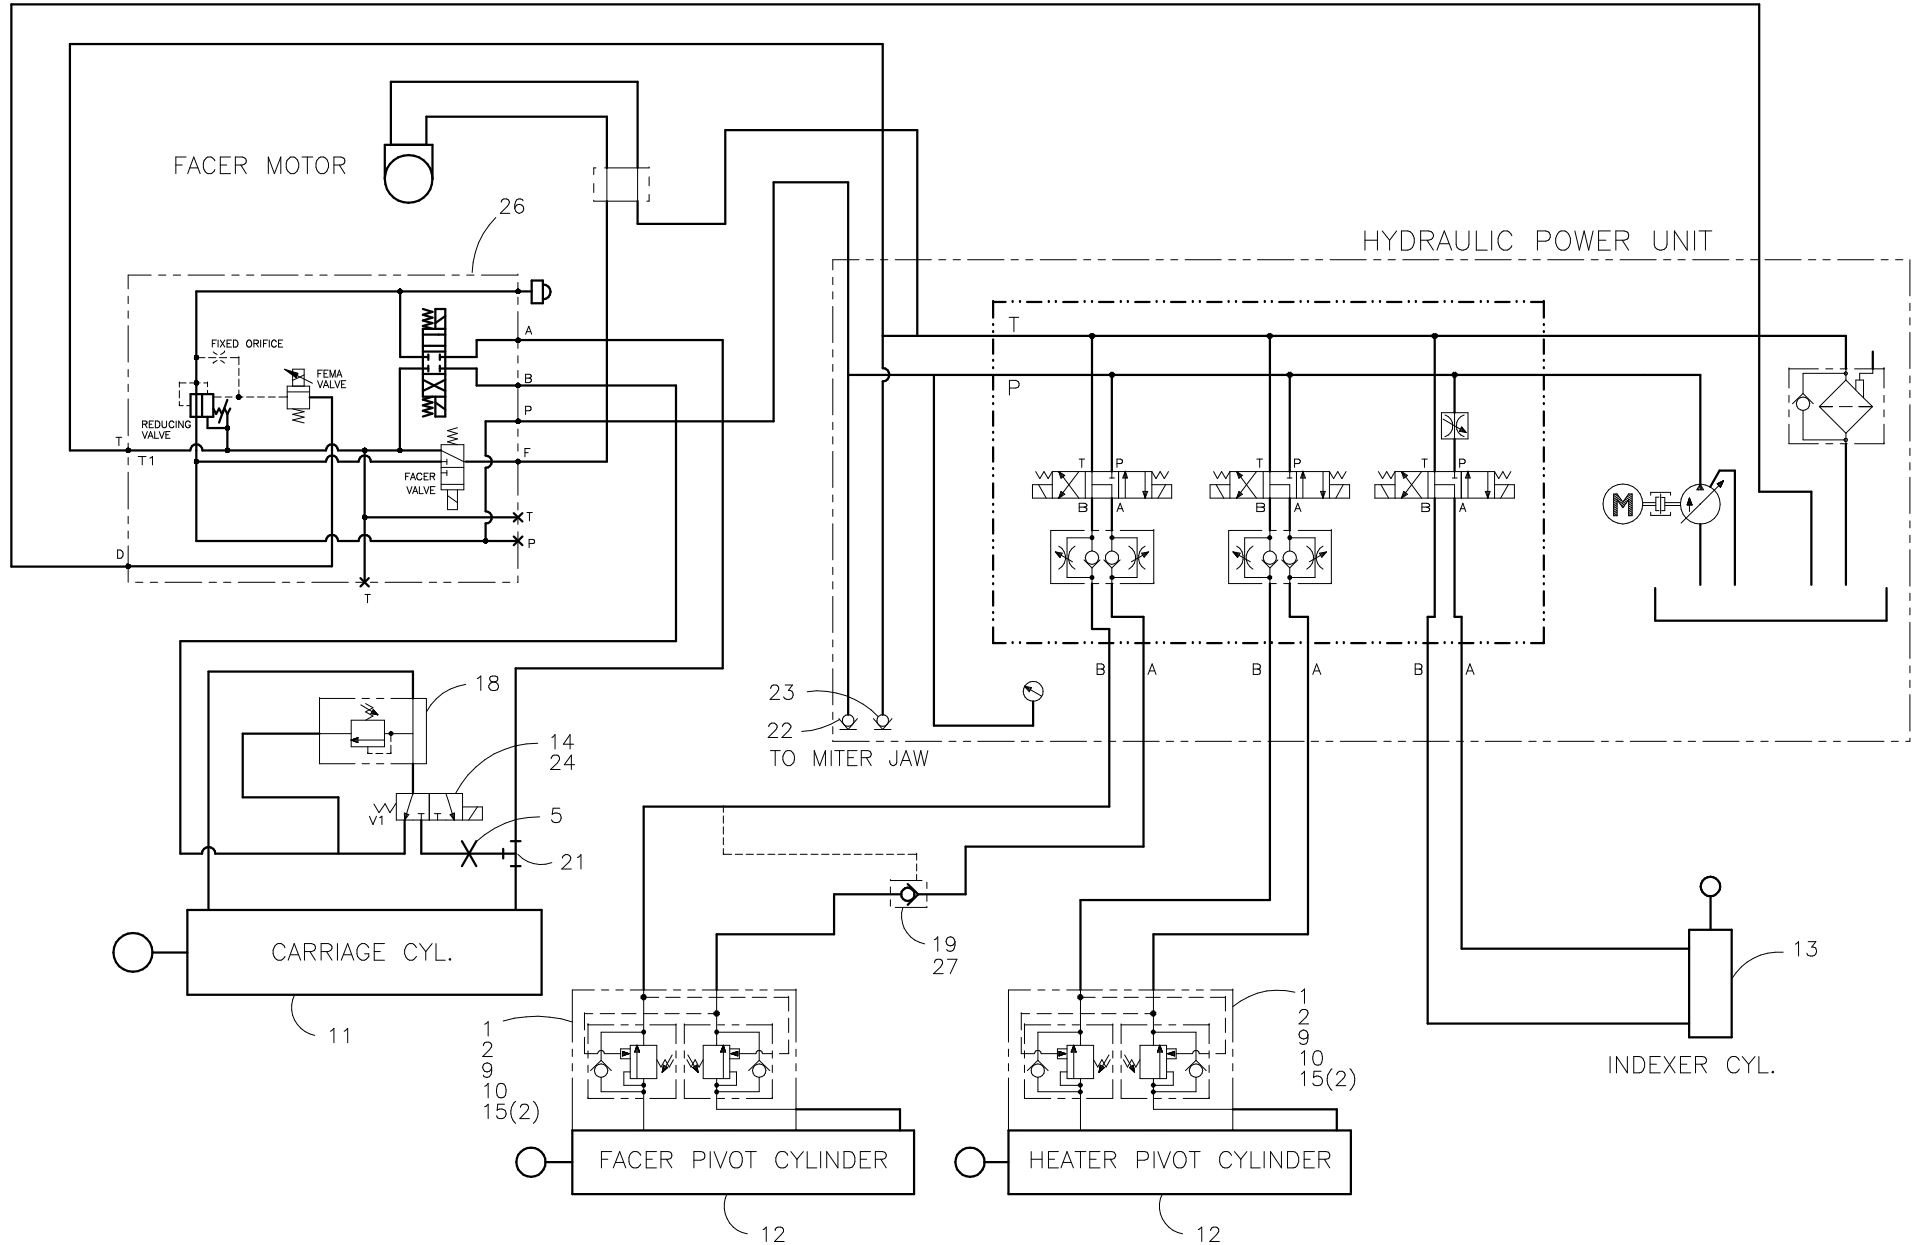 FACER MOTOR
26
HYDRAULIC POWER UNIT
FIXED ORIFICE
FEMA
VALVE
REDUCING
VALVE
FACER
VALVE
A
B
P
F
T
T1
T
P
D
T
T
P
T
P
T
P
T
P
B
A
B
A
B
A
M
B
A
B
A
B
A
23
22
TO MITER JAW
18
14
24
V1
5
21
CARRIAGE CYL.
11
19
27
13
INDEXER CYL.
1
2
9
10
15(2)
1
2
9
10
15(2)
FACER PIVOT CYLINDER
HEATER PIVOT CYLINDER
12
12